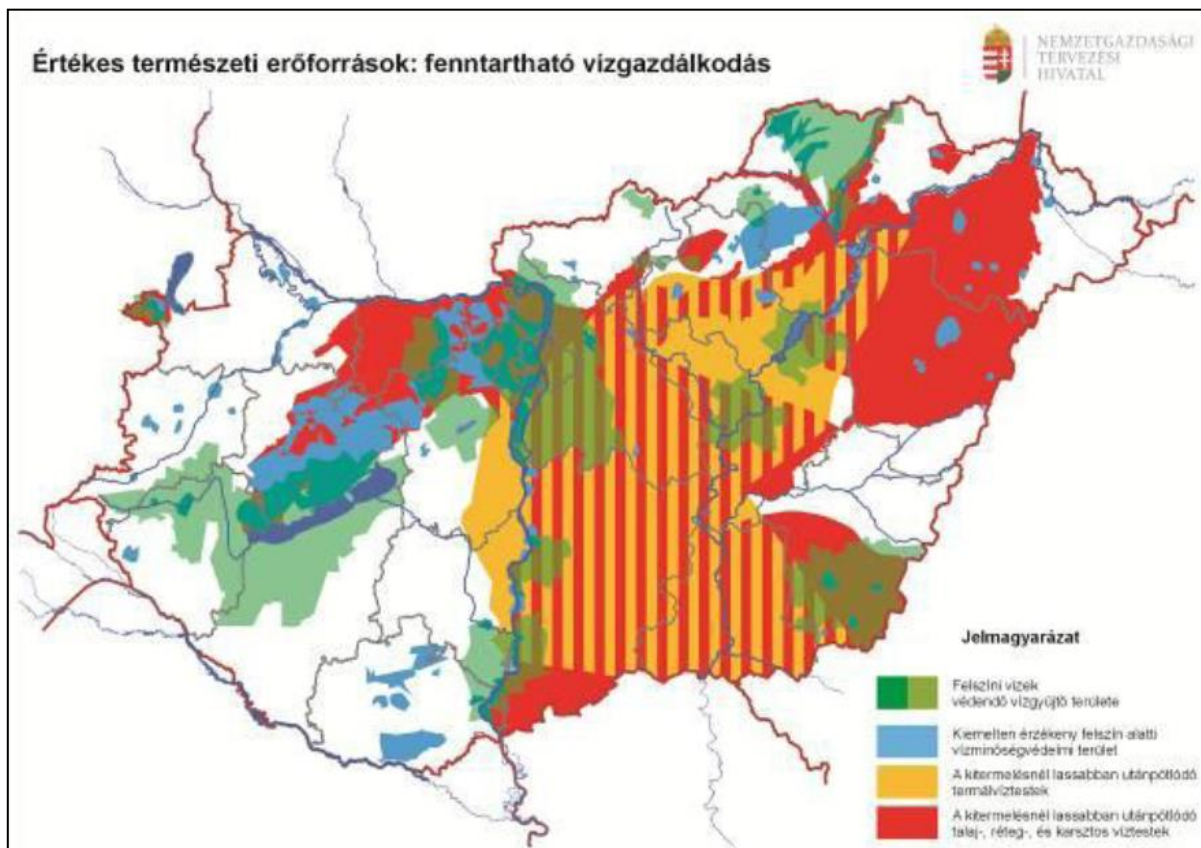 Értékes természeti erőforrások: fenntartható vízgazdálkodás
NEMZETGAZDASÁGI
TERVEZÉSI
HIVATAL
Jelmagyarázat
Felszíni vizek
védendő vízgyűjtő területe
Kiemelten érzékeny felszín alatti
vízminőségvédelmi terület
A kitermelésnél lassabban utánpótlódó
termálvíztestek
A kitermelésnél lassabban utánpótlódó
talaj-, réteg-, és karsztos víztestek